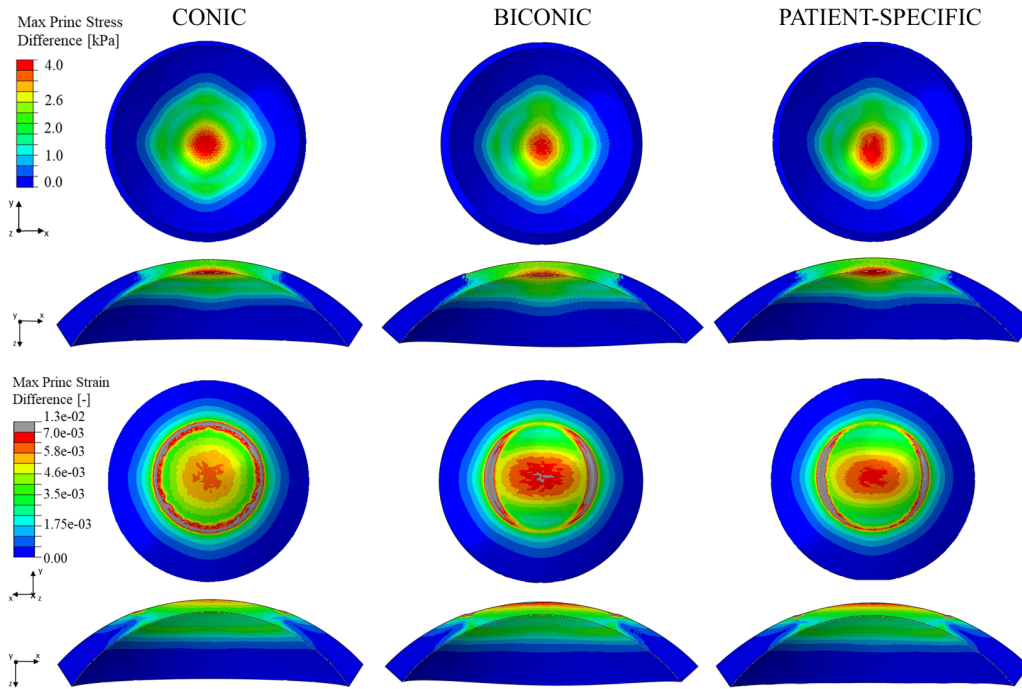 CONIC
BICONIC
PATIENT-SPECIFIC
Max Princ Stress
Difference [kPa]
4.0
2.6
2.0
1.0
0.0
y
z
x
y
x
z
Max Princ Strain
Difference [-]
1.3e-02
7.0e-03
5.8e-03
4.6e-03
3.5e-03
1.75e-03
0.00
y
x
z
y
x
z